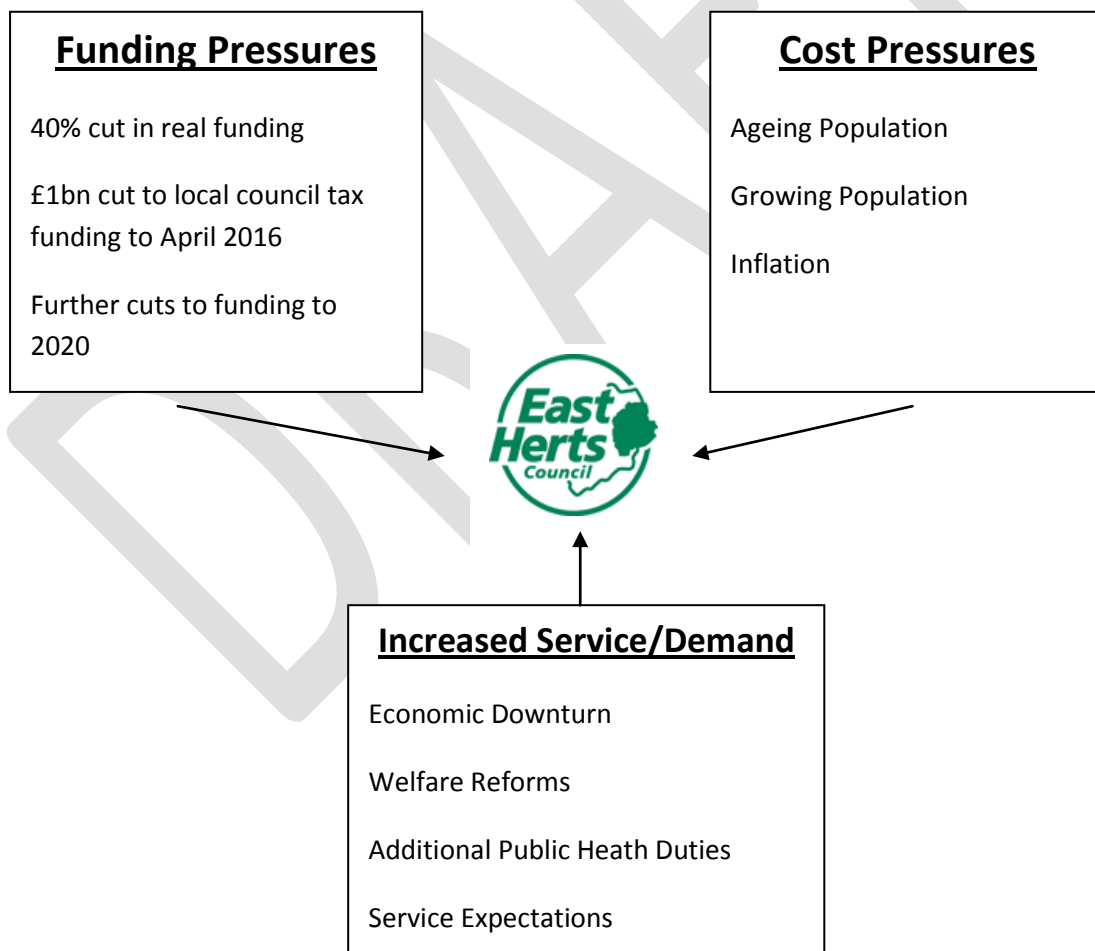 Funding Pressures
40% cut in real funding
£1bn cut to local council tax
funding to April 2016
Further cuts to funding to
2020
Cost Pressures
Ageing Population
Growing Population
Inflation
East
Herts
Council
Increased Service/Demand
Economic Downturn
Welfare Reforms
Additional Public Heath Duties
Service Expectations
DRAF